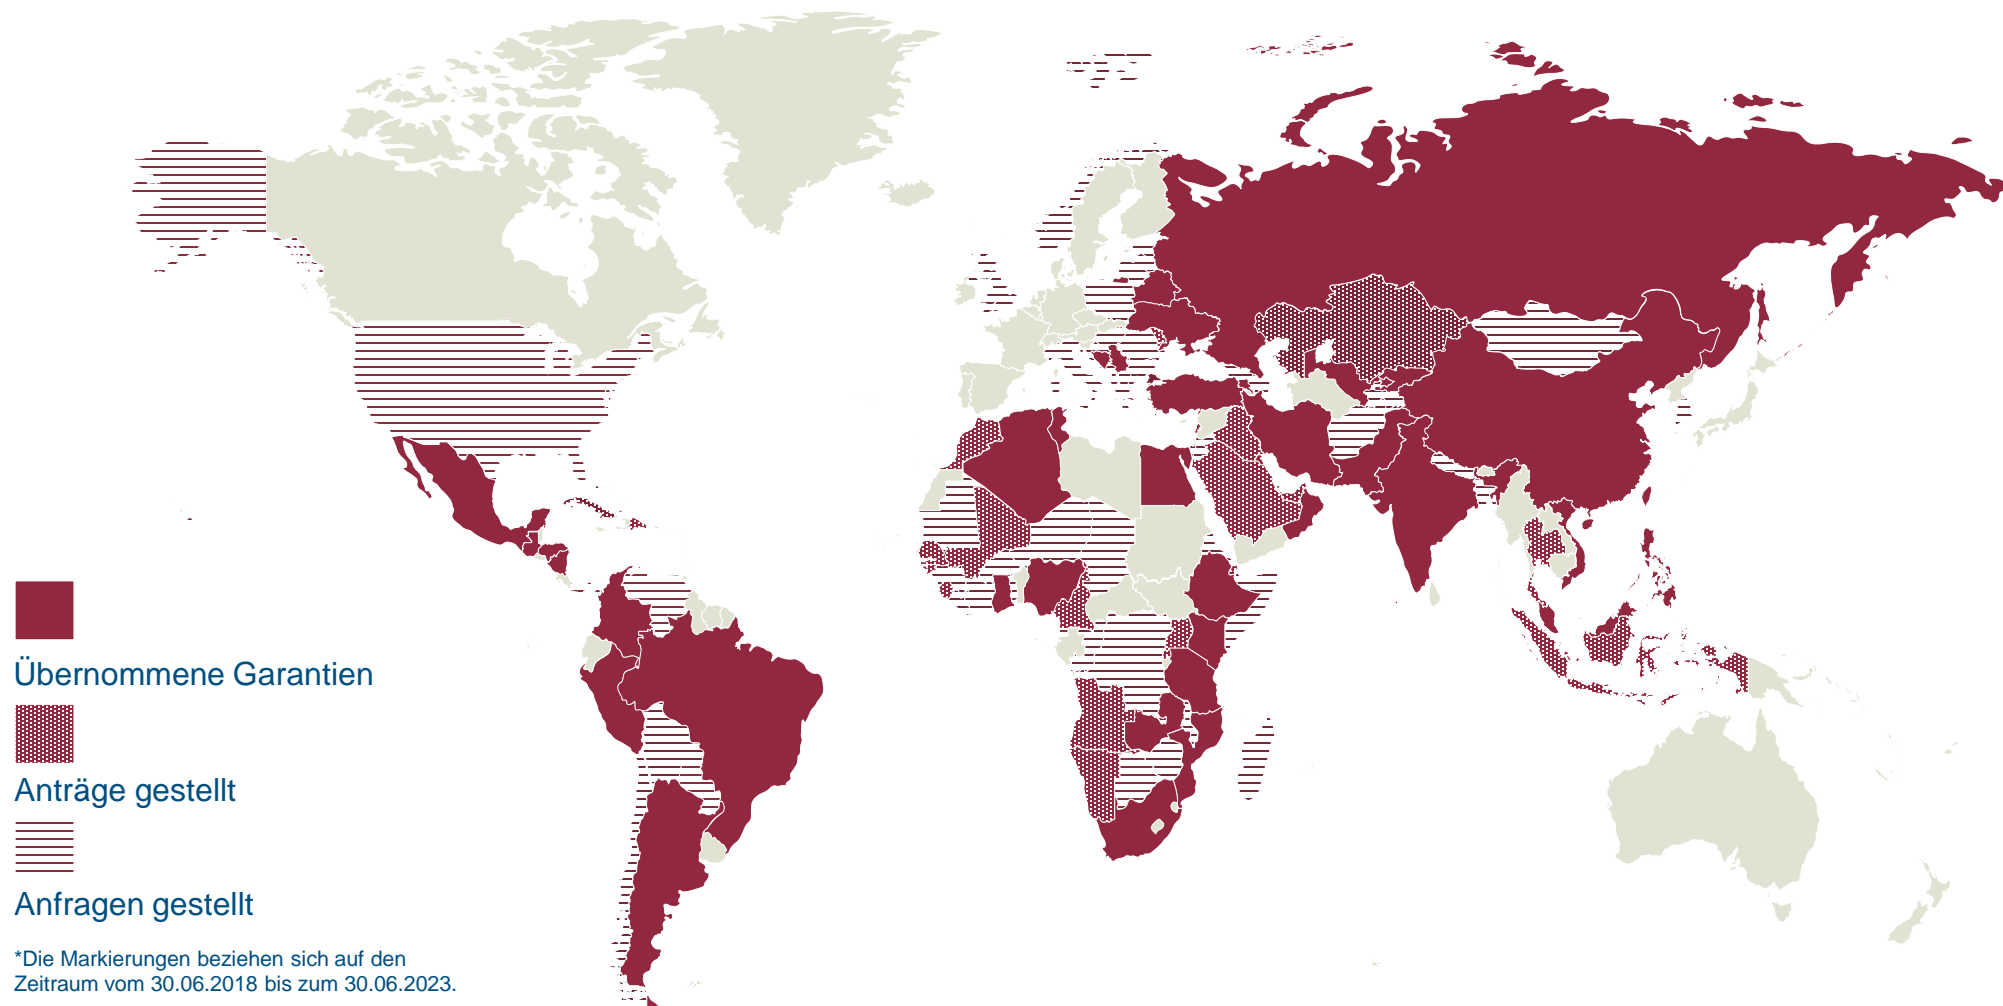 Übernommene Garantien
Anträge gestellt
Anfragen gestellt
*Die Markierungen beziehen sich auf den
Zeitraum vom 30.06.2018 bis zum 30.06.2023.